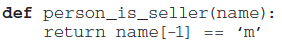 def person_is_seller(name):
    return name[-1] == ‘m’